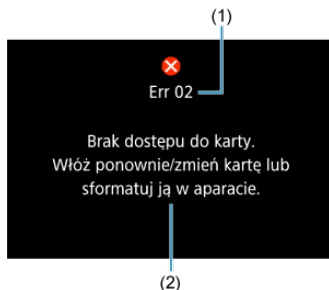 (1)
Err 02
Brak dostępu do karty.
Włóż ponownie/zmień kartę lub
sformatuj ją w aparacie.
(2)